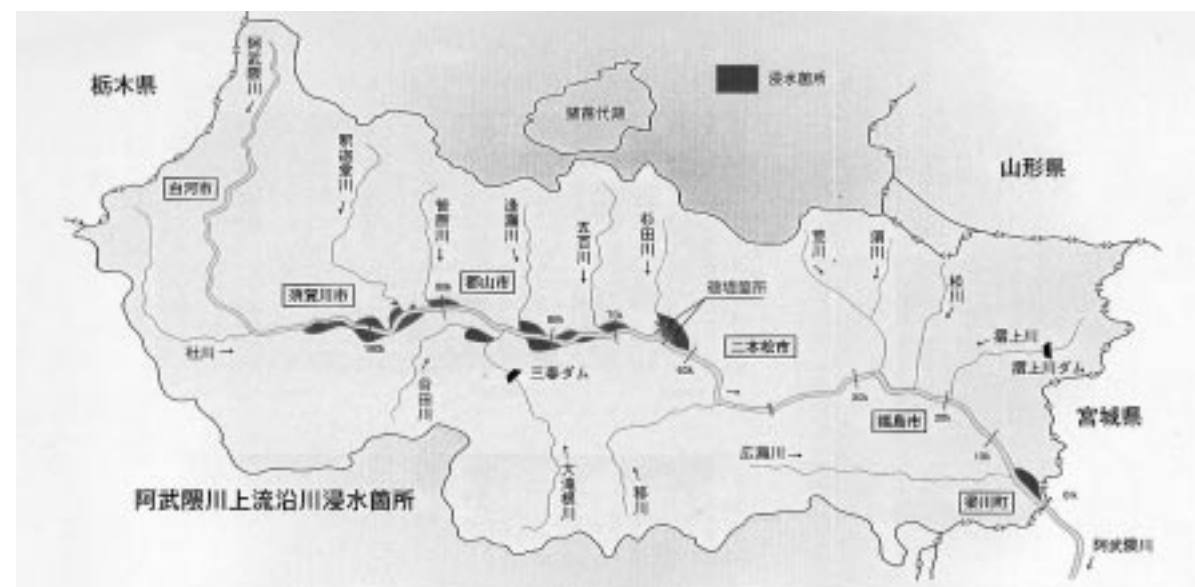 栃木県
阿武隈川
猪苗代湖
浸水箇所
山形県
白河市
釈迦堂川
笹原川
逢瀬川
五百川
杉田川
荒川
須川
松川
須賀川市
郡山市
破堤箇所
二本松市
社川
谷田川
三春ダム
摺上川
摺上川ダム
福島市
宮城県
大滝根川
移川
広瀬川
梁川町
阿武隈川上流沿川浸水箇所
阿武隈川